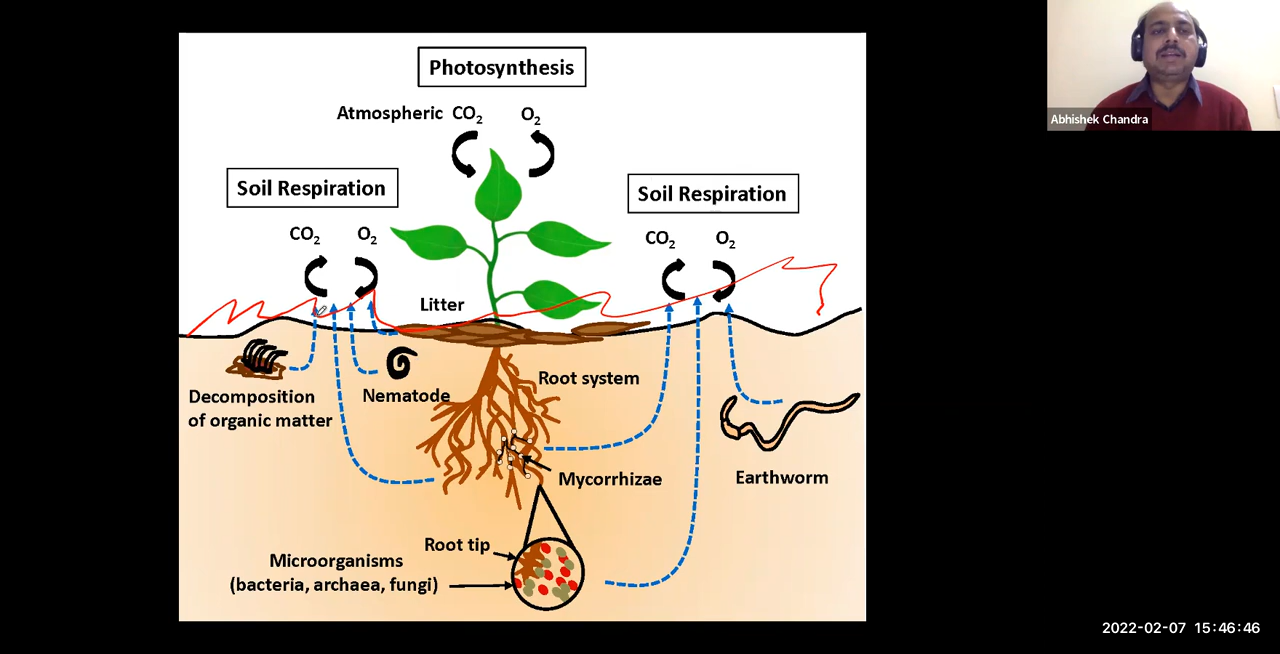 Photosynthesis
Atmospheric CO₂ O₂
Soil Respiration
Soil Respiration
CO₂ O₂
CO₂ O₂
Litter
Decomposition
of organic matter
Nematode
Root system
Mycorrhizae
Earthworm
Root tip
Microorganisms
(bacteria, archaea, fungi)
Abhishek Chandra
2022-02-07 15:46:46